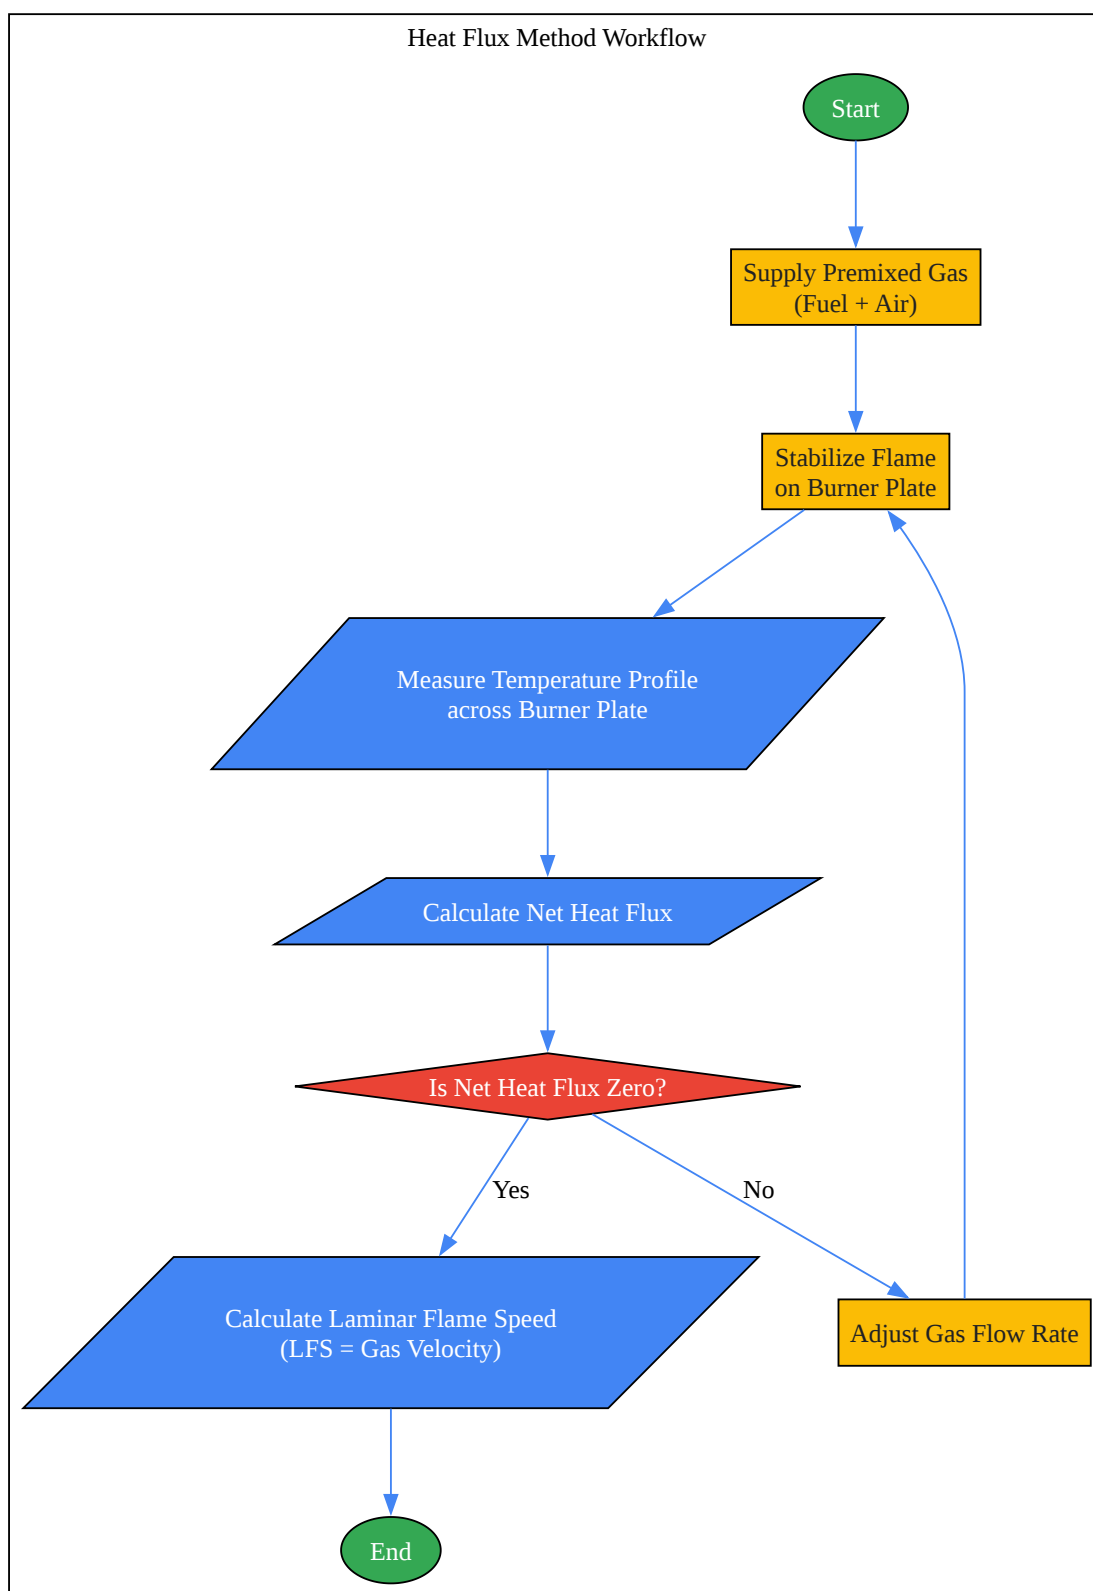 Heat Flux Method Workflow
Start
Supply Premixed Gas
(Fuel + Air)
Stabilize Flame
on Burner Plate
Measure Temperature Profile
across Burner Plate
Calculate Net Heat Flux
Is Net Heat Flux Zero?
Yes
No
Calculate Laminar Flame Speed
(LFS = Gas Velocity)
Adjust Gas Flow Rate
End